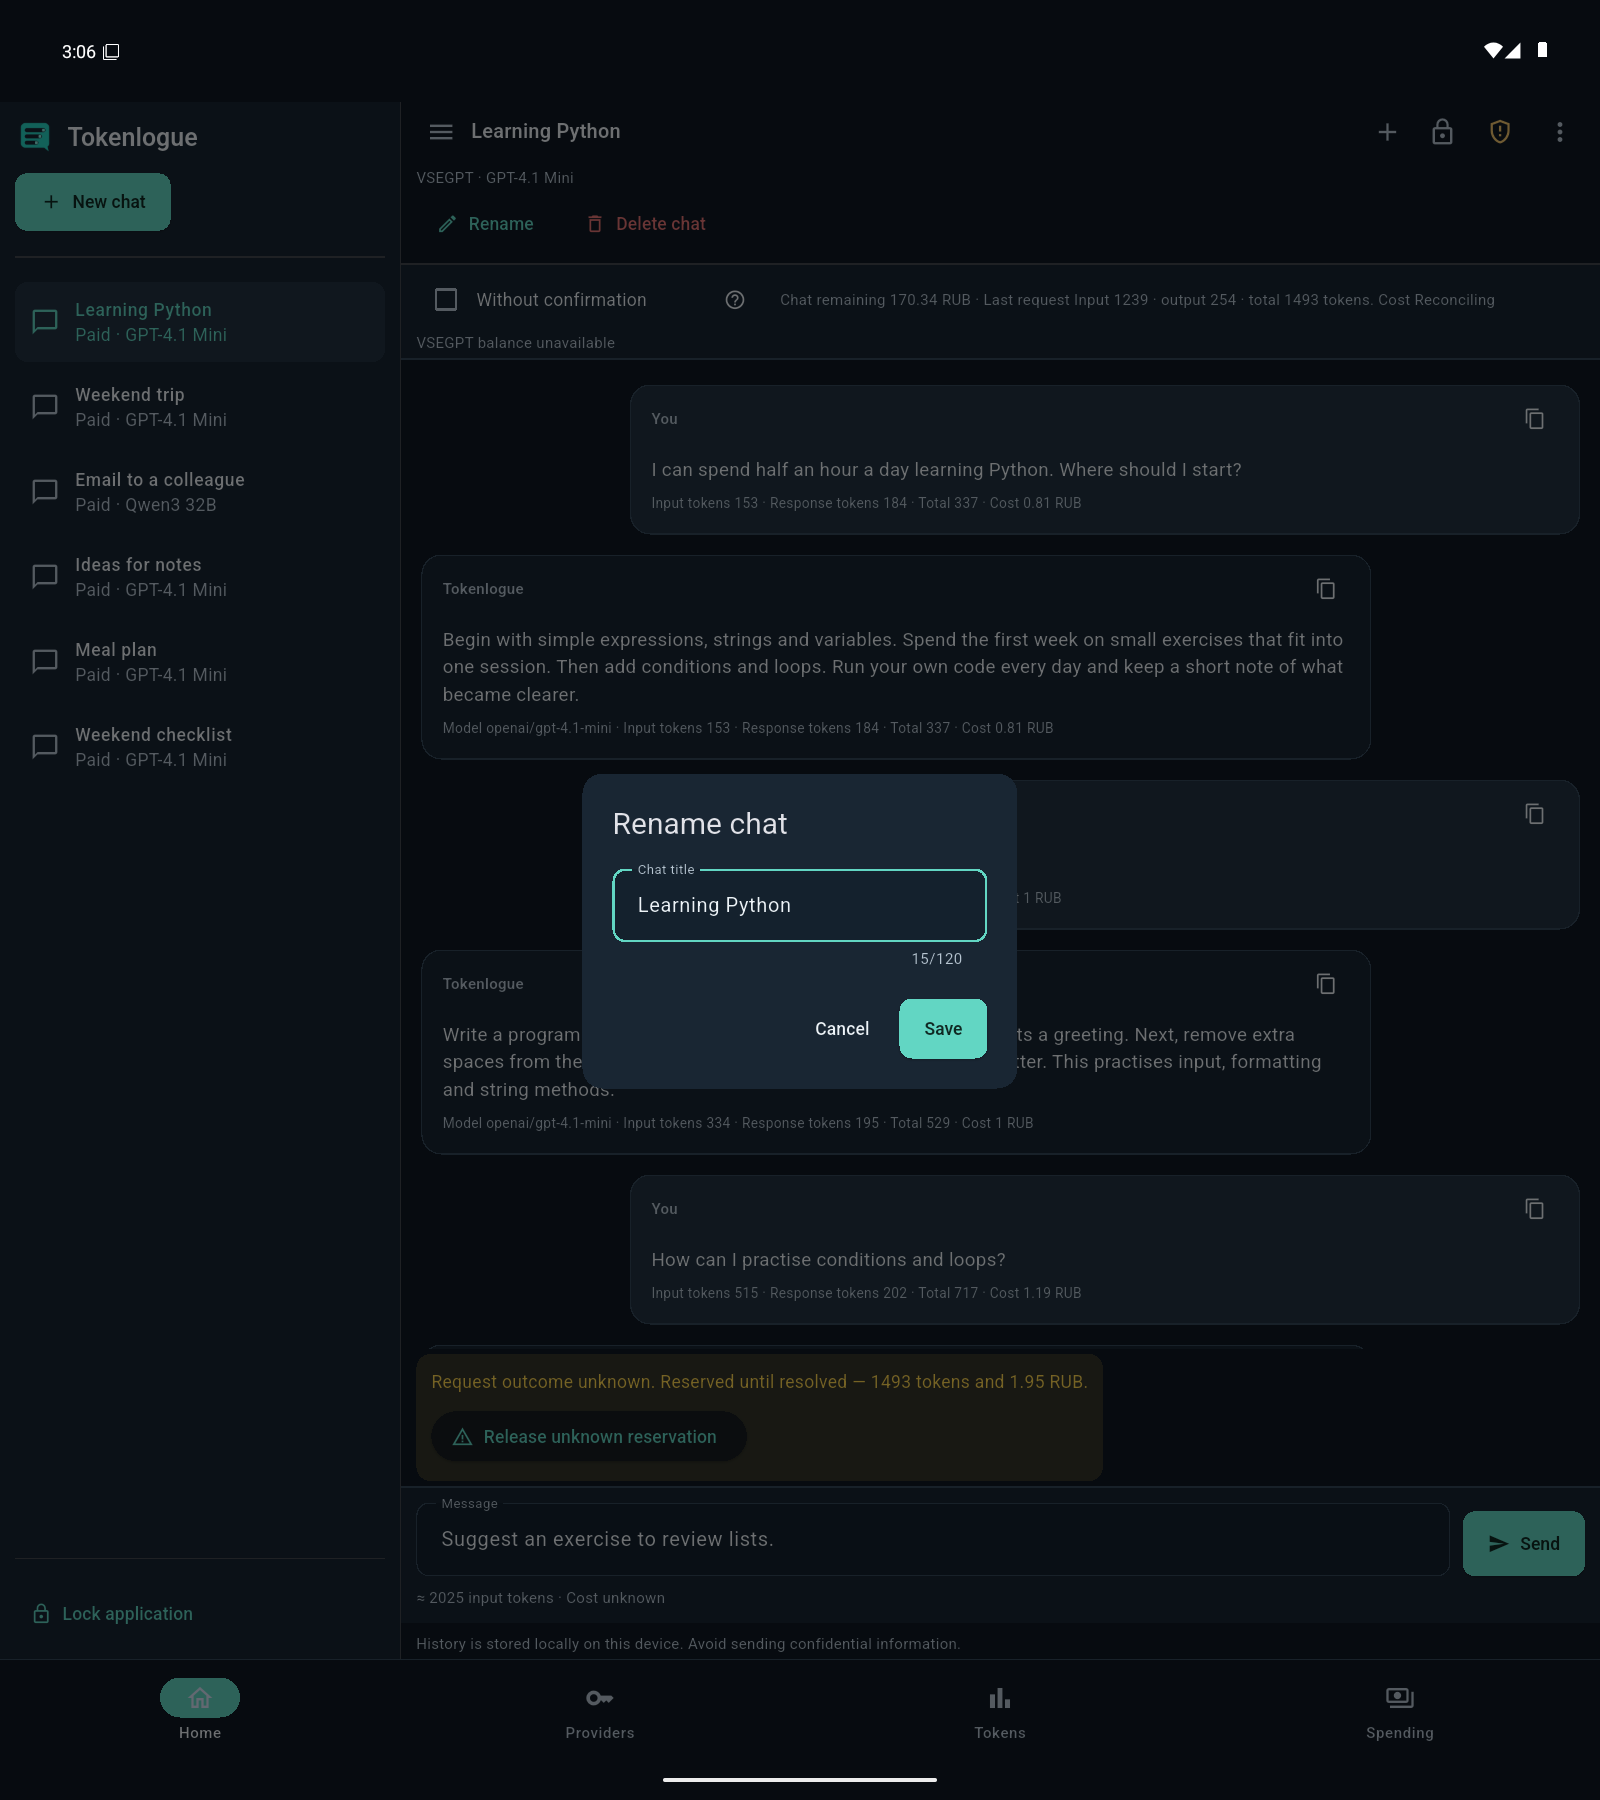 3:06
Tokenlogue
New chat
Learning Python
Paid · GPT-4.1 Mini
Weekend trip
Paid · GPT-4.1 Mini
Email to a colleague
Paid · Qwen3 32B
Ideas for notes
Paid · GPT-4.1 Mini
Meal plan
Paid · GPT-4.1 Mini
Weekend checklist
Paid · GPT-4.1 Mini
Lock application
Learning Python
VSEGPT · GPT-4.1 Mini
Rename
Delete chat
Without confirmation
Chat remaining 170.34 RUB · Last request Input 1239 · output 254 · total 1493 tokens. Cost Reconciling
VSEGPT balance unavailable
You
I can spend half an hour a day learning Python. Where should I start?
Input tokens 153 · Response tokens 184 · Total 337 · Cost 0.81 RUB
Tokenlogue
Begin with simple expressions, strings and variables. Spend the first week on small exercises that fit into
one session. Then add conditions and loops. Run your own code every day and keep a short note of what
became clearer.
Model openai/gpt-4.1-mini · Input tokens 153 · Response tokens 184 · Total 337 · Cost 0.81 RUB
Rename chat
Chat title
Learning Python
15/120
Cancel
Save
1 RUB
Tokenlogue
Write a program ts a greeting. Next, remove extra
spaces from the tter. This practises input, formatting
and string methods.
Model openai/gpt-4.1-mini · Input tokens 334 · Response tokens 195 · Total 529 · Cost 1 RUB
You
How can I practise conditions and loops?
Input tokens 515 · Response tokens 202 · Total 717 · Cost 1.19 RUB
Request outcome unknown. Reserved until resolved — 1493 tokens and 1.95 RUB.
Release unknown reservation
Message
Suggest an exercise to review lists.
Send
≈ 2025 input tokens · Cost unknown
History is stored locally on this device. Avoid sending confidential information.
Home
Providers
Tokens
Spending